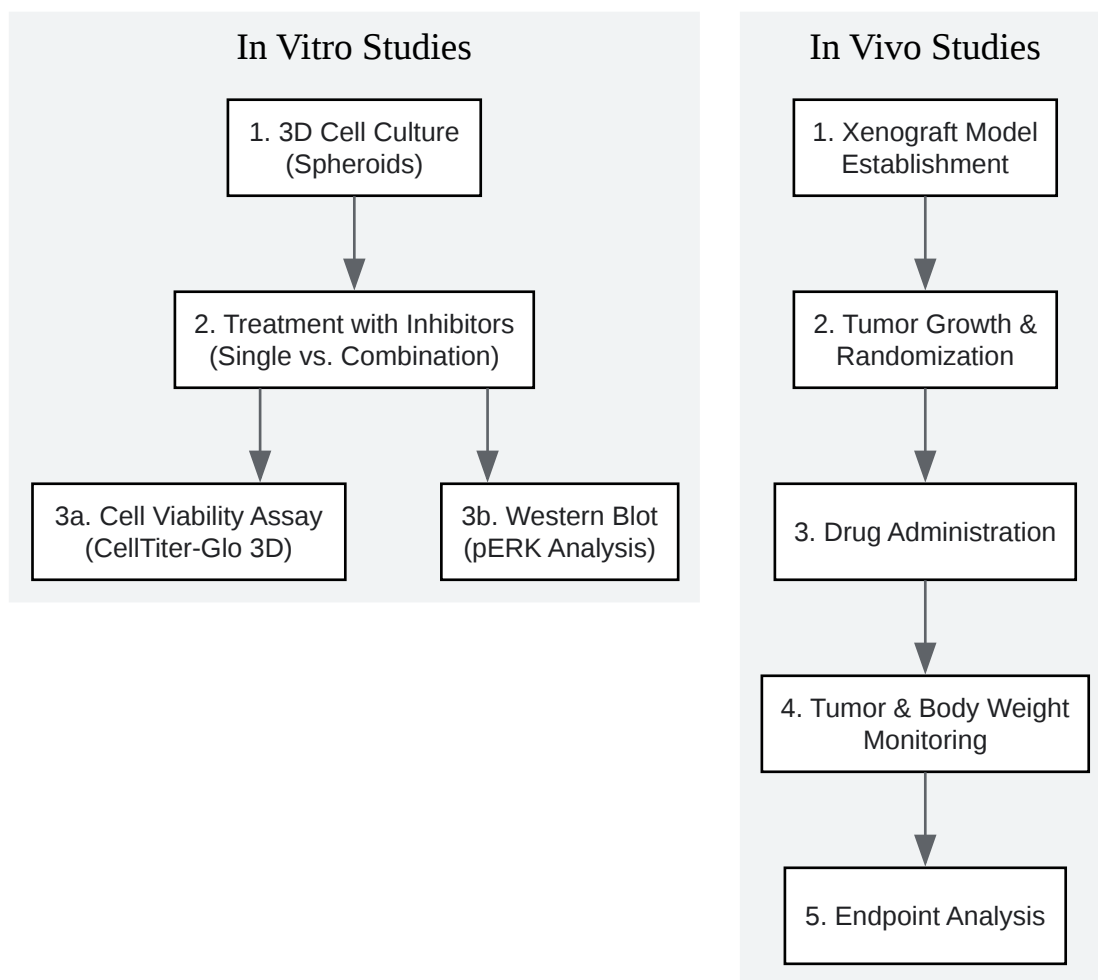 In Vitro Studies
1. 3D Cell Culture
(Spheroids)
2. Treatment with Inhibitors
(Single vs. Combination)
3a. Cell Viability Assay
(CellTiter-Glo 3D)
3b. Western Blot
(pERK Analysis)
In Vivo Studies
1. Xenograft Model
Establishment
2. Tumor Growth &
Randomization
3. Drug Administration
4. Tumor & Body Weight
Monitoring
5. Endpoint Analysis